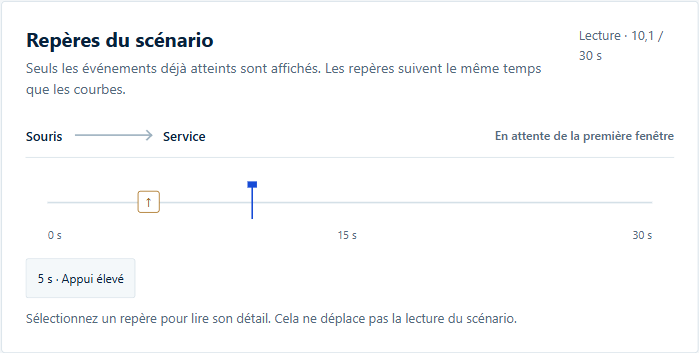 Repères du scénario
Lecture · 10,1 /
30 s
Seuls les événements déjà atteints sont affichés. Les repères suivent le même temps
que les courbes.
Souris → Service
En attente de la première fenêtre
↑
0 s
15 s
30 s
5 s · Appui élevé
Sélectionnez un repère pour lire son détail. Cela ne déplace pas la lecture du scénario.